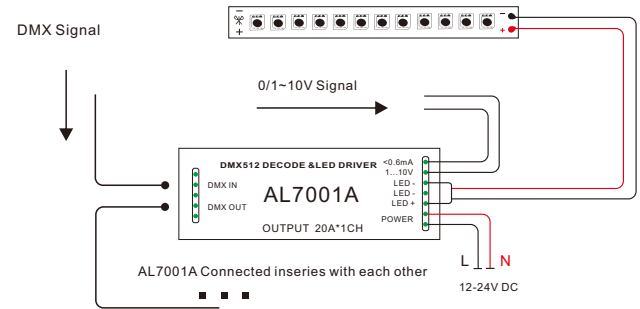 DMX Signal
- +
- +
0/1~10V Signal
DMX512 DECODE &LED DRIVER
<0.6mA
1...10V
DMX IN
LED -
AL7001A
LED -
DMX OUT
LED +
POWER
OUTPUT 20A*1CH
L N
AL7001A Connected inseries with each other
12-24V DC